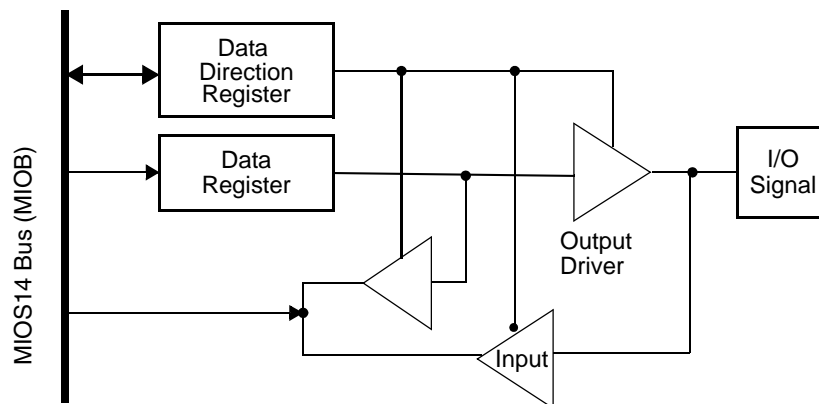 Data
Direction
Register
Data
Register
I/O
Signal
Output
Driver
Input
MIOS14 Bus (MIOB)